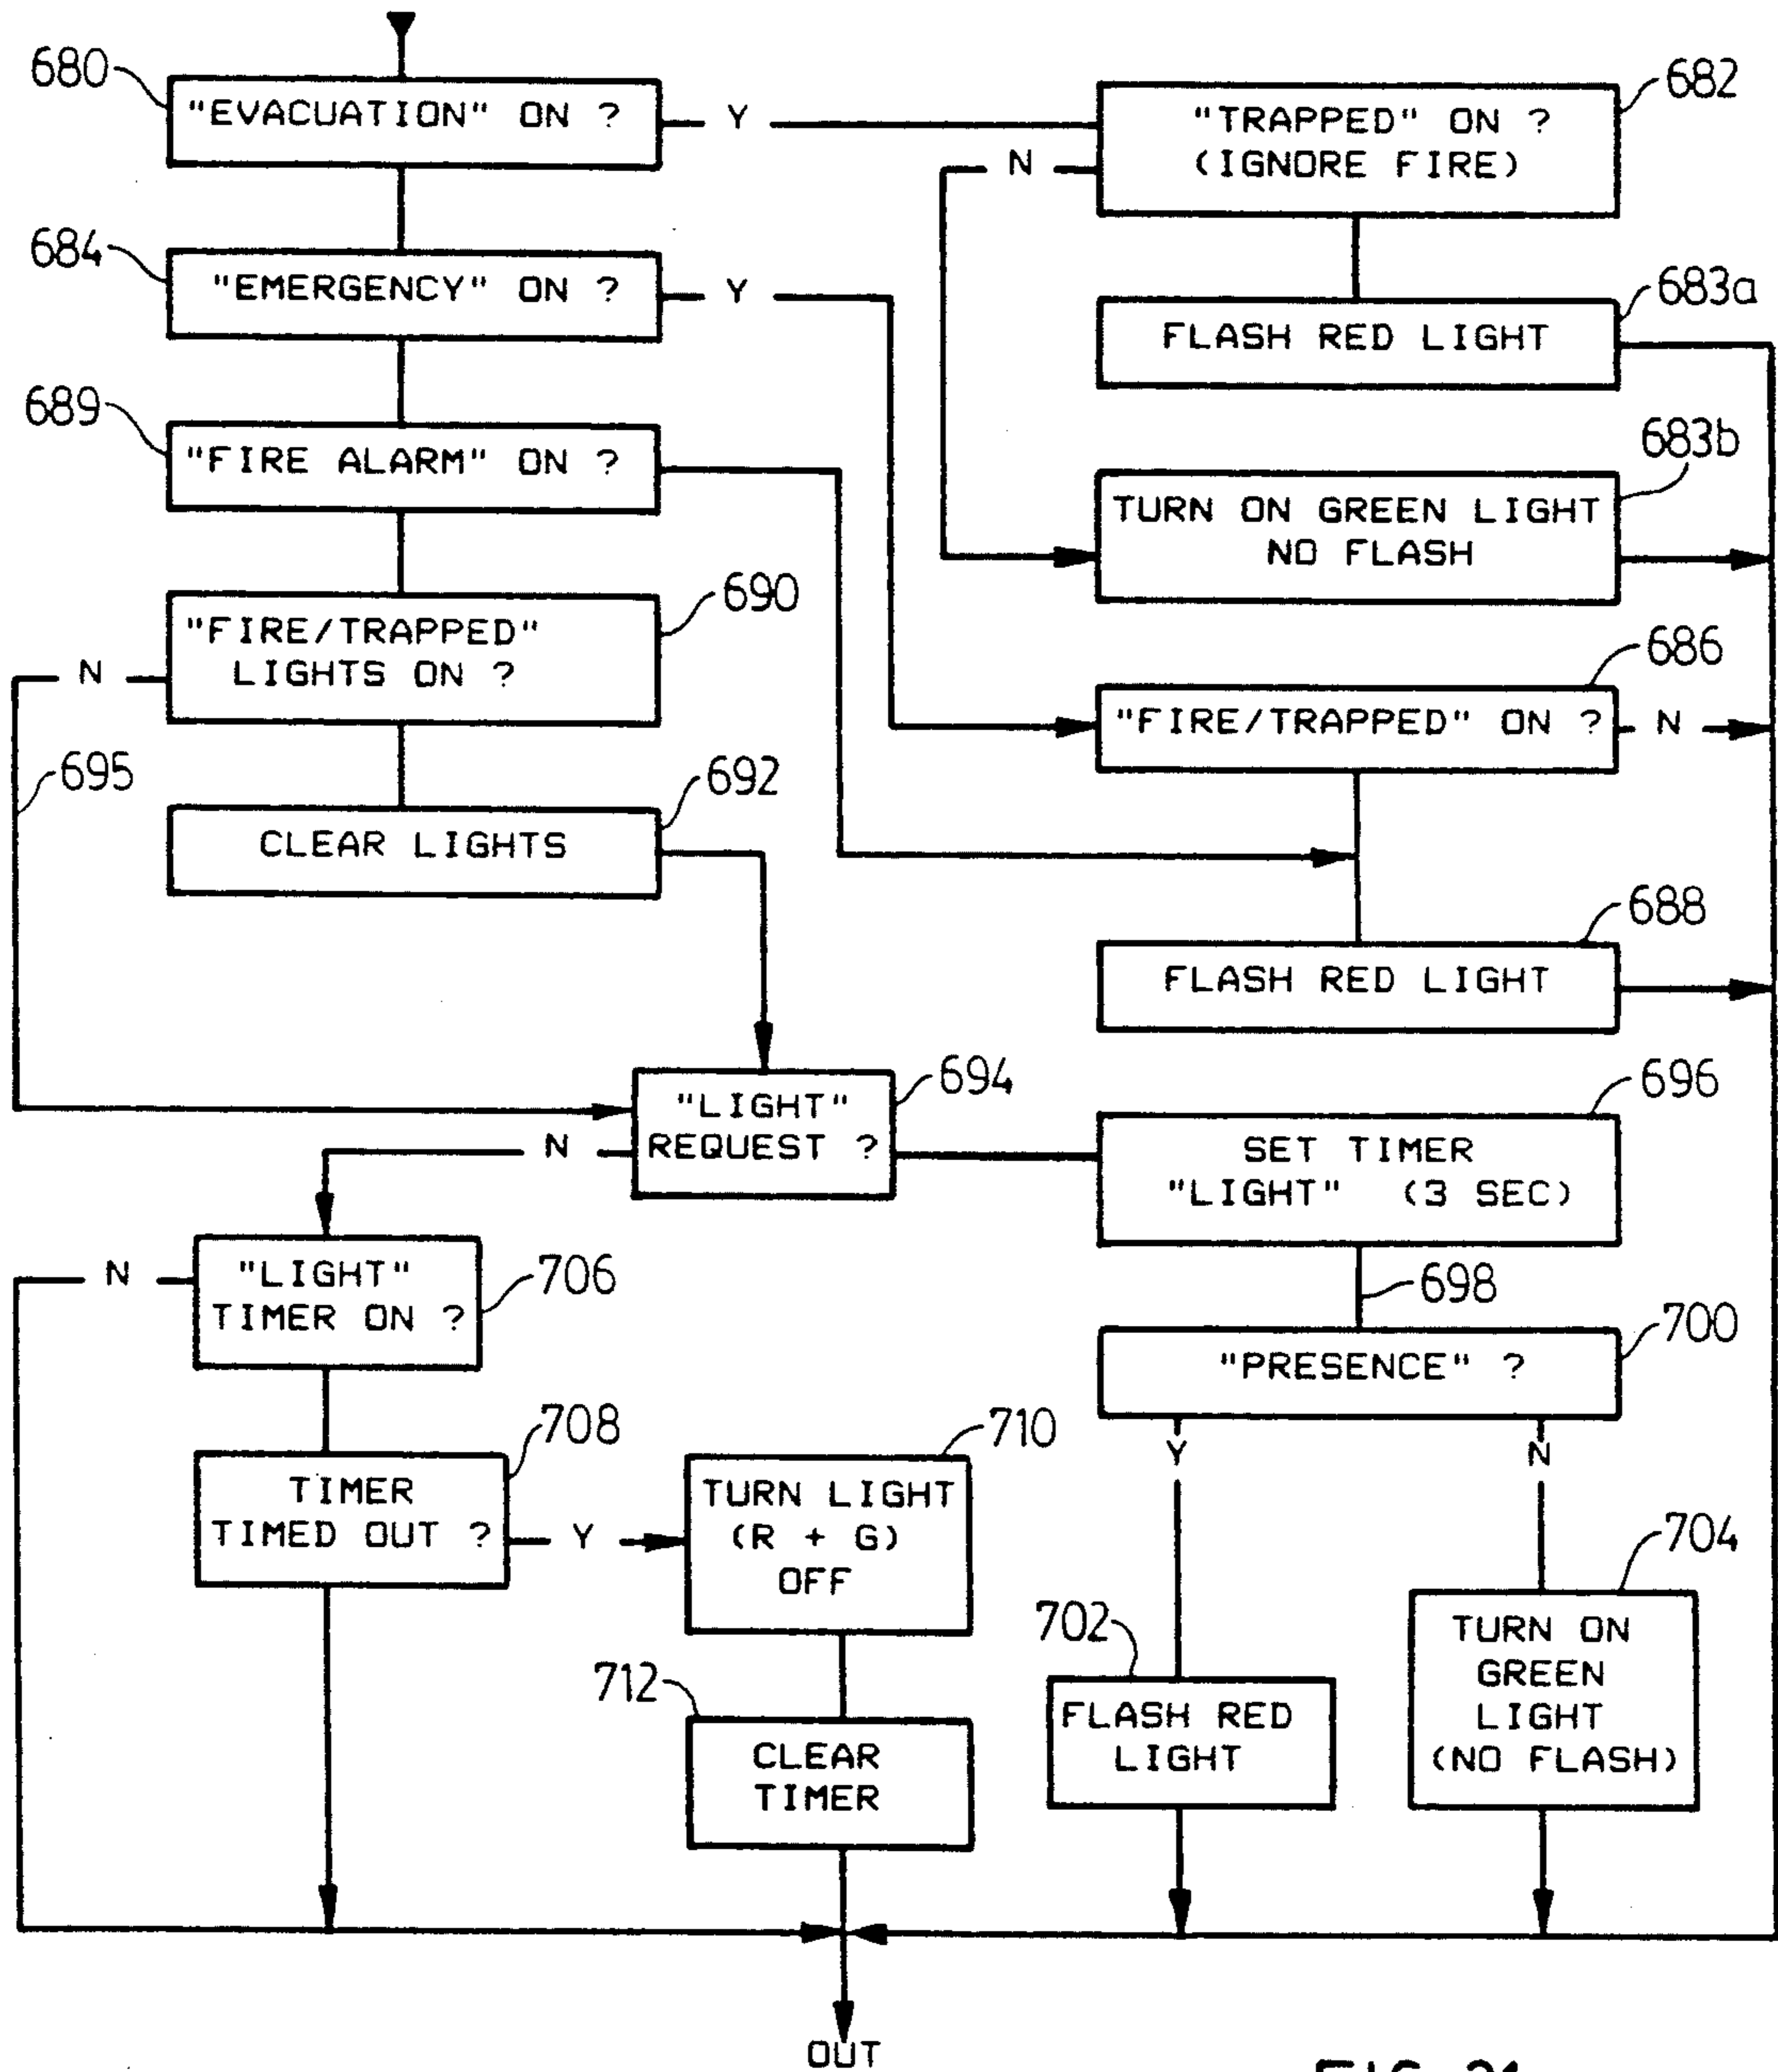 680
"EVACUATION" ON ?
Y
"TRAPPED" ON ?
(IGNORE FIRE)
682
N
684
"EMERGENCY" ON ?
Y
FLASH RED LIGHT
683a
689
"FIRE ALARM" ON ?
TURN ON GREEN LIGHT
NO FLASH
683b
"FIRE/TRAPPED"
LIGHTS ON ?
690
N
695
"FIRE/TRAPPED" ON ?
686
N
CLEAR LIGHTS
692
FLASH RED LIGHT
688
"LIGHT"
REQUEST ?
694
N
SET TIMER
"LIGHT" (3 SEC)
696
698
"LIGHT"
TIMER ON ?
706
N
"PRESENCE" ?
700
Y
N
TIMER
TIMED OUT ?
708
Y
TURN LIGHT
(R + G)
OFF
710
712
CLEAR
TIMER
702
FLASH RED
LIGHT
704
TURN ON
GREEN
LIGHT
(NO FLASH)
OUT